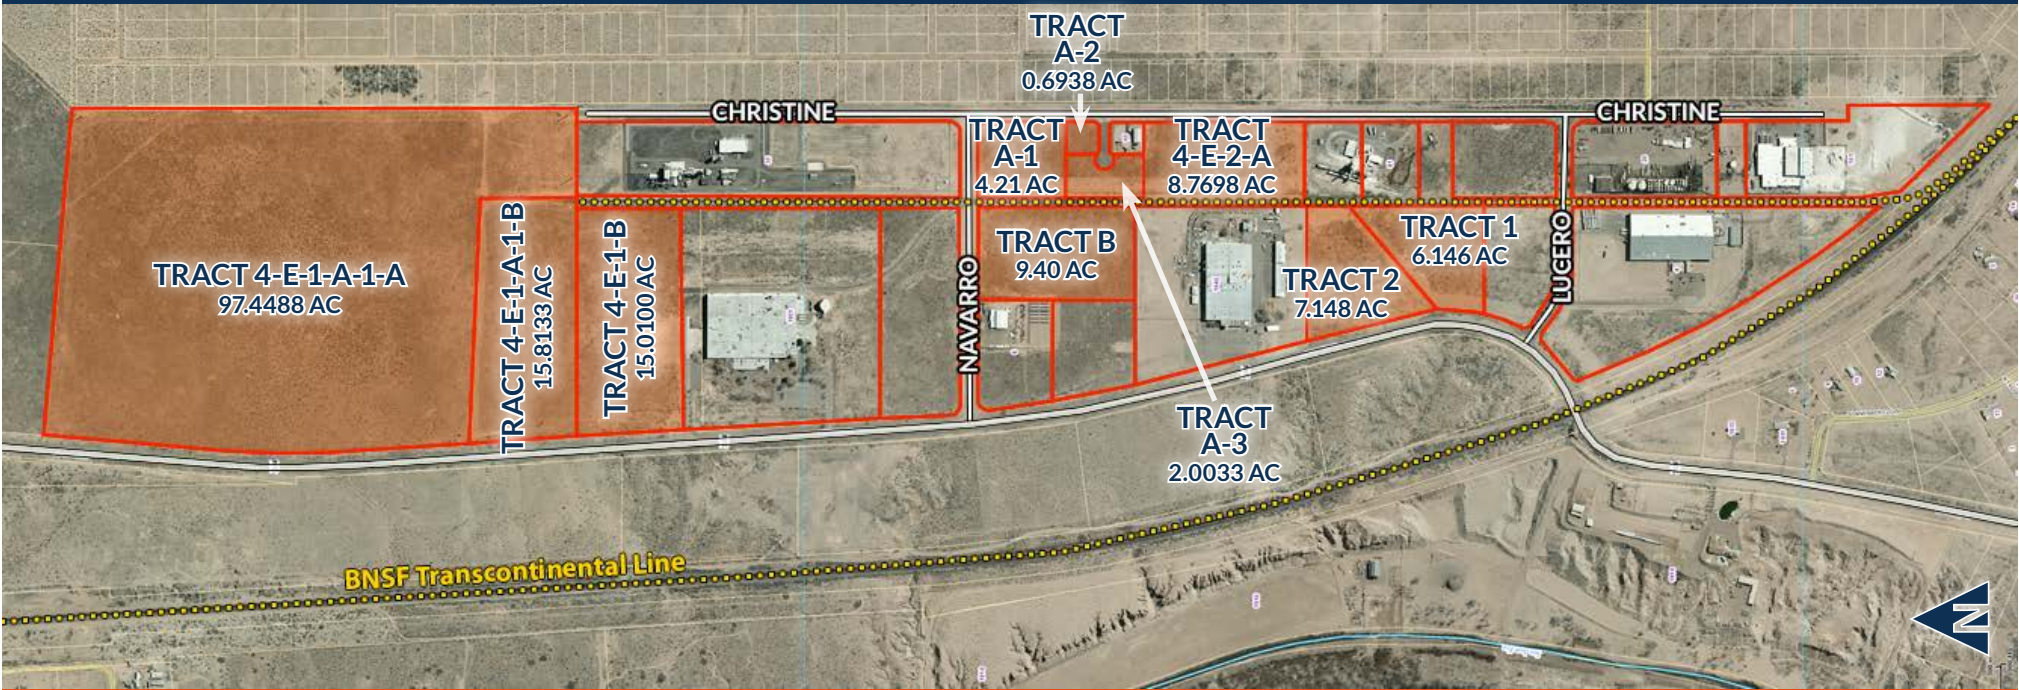 TRACT
A-2
0.6938 AC
CHRISTINE
CHRISTINE
TRACT
A-1
4.21 AC
TRACT
4-E-2-A
8.7698 AC
TRACT 4-E-1-A-1-A
97.4488 AC
TRACT 4-E-1-A-1-B
15.8133 AC
TRACT 4-E-1-B
15.0100 AC
NAVARRO
TRACT B
9.40 AC
TRACT 2
7.148 AC
TRACT 1
6.146 AC
LUCERO
TRACT
A-3
2.0033 AC
BNSF Transcontinental Line
N